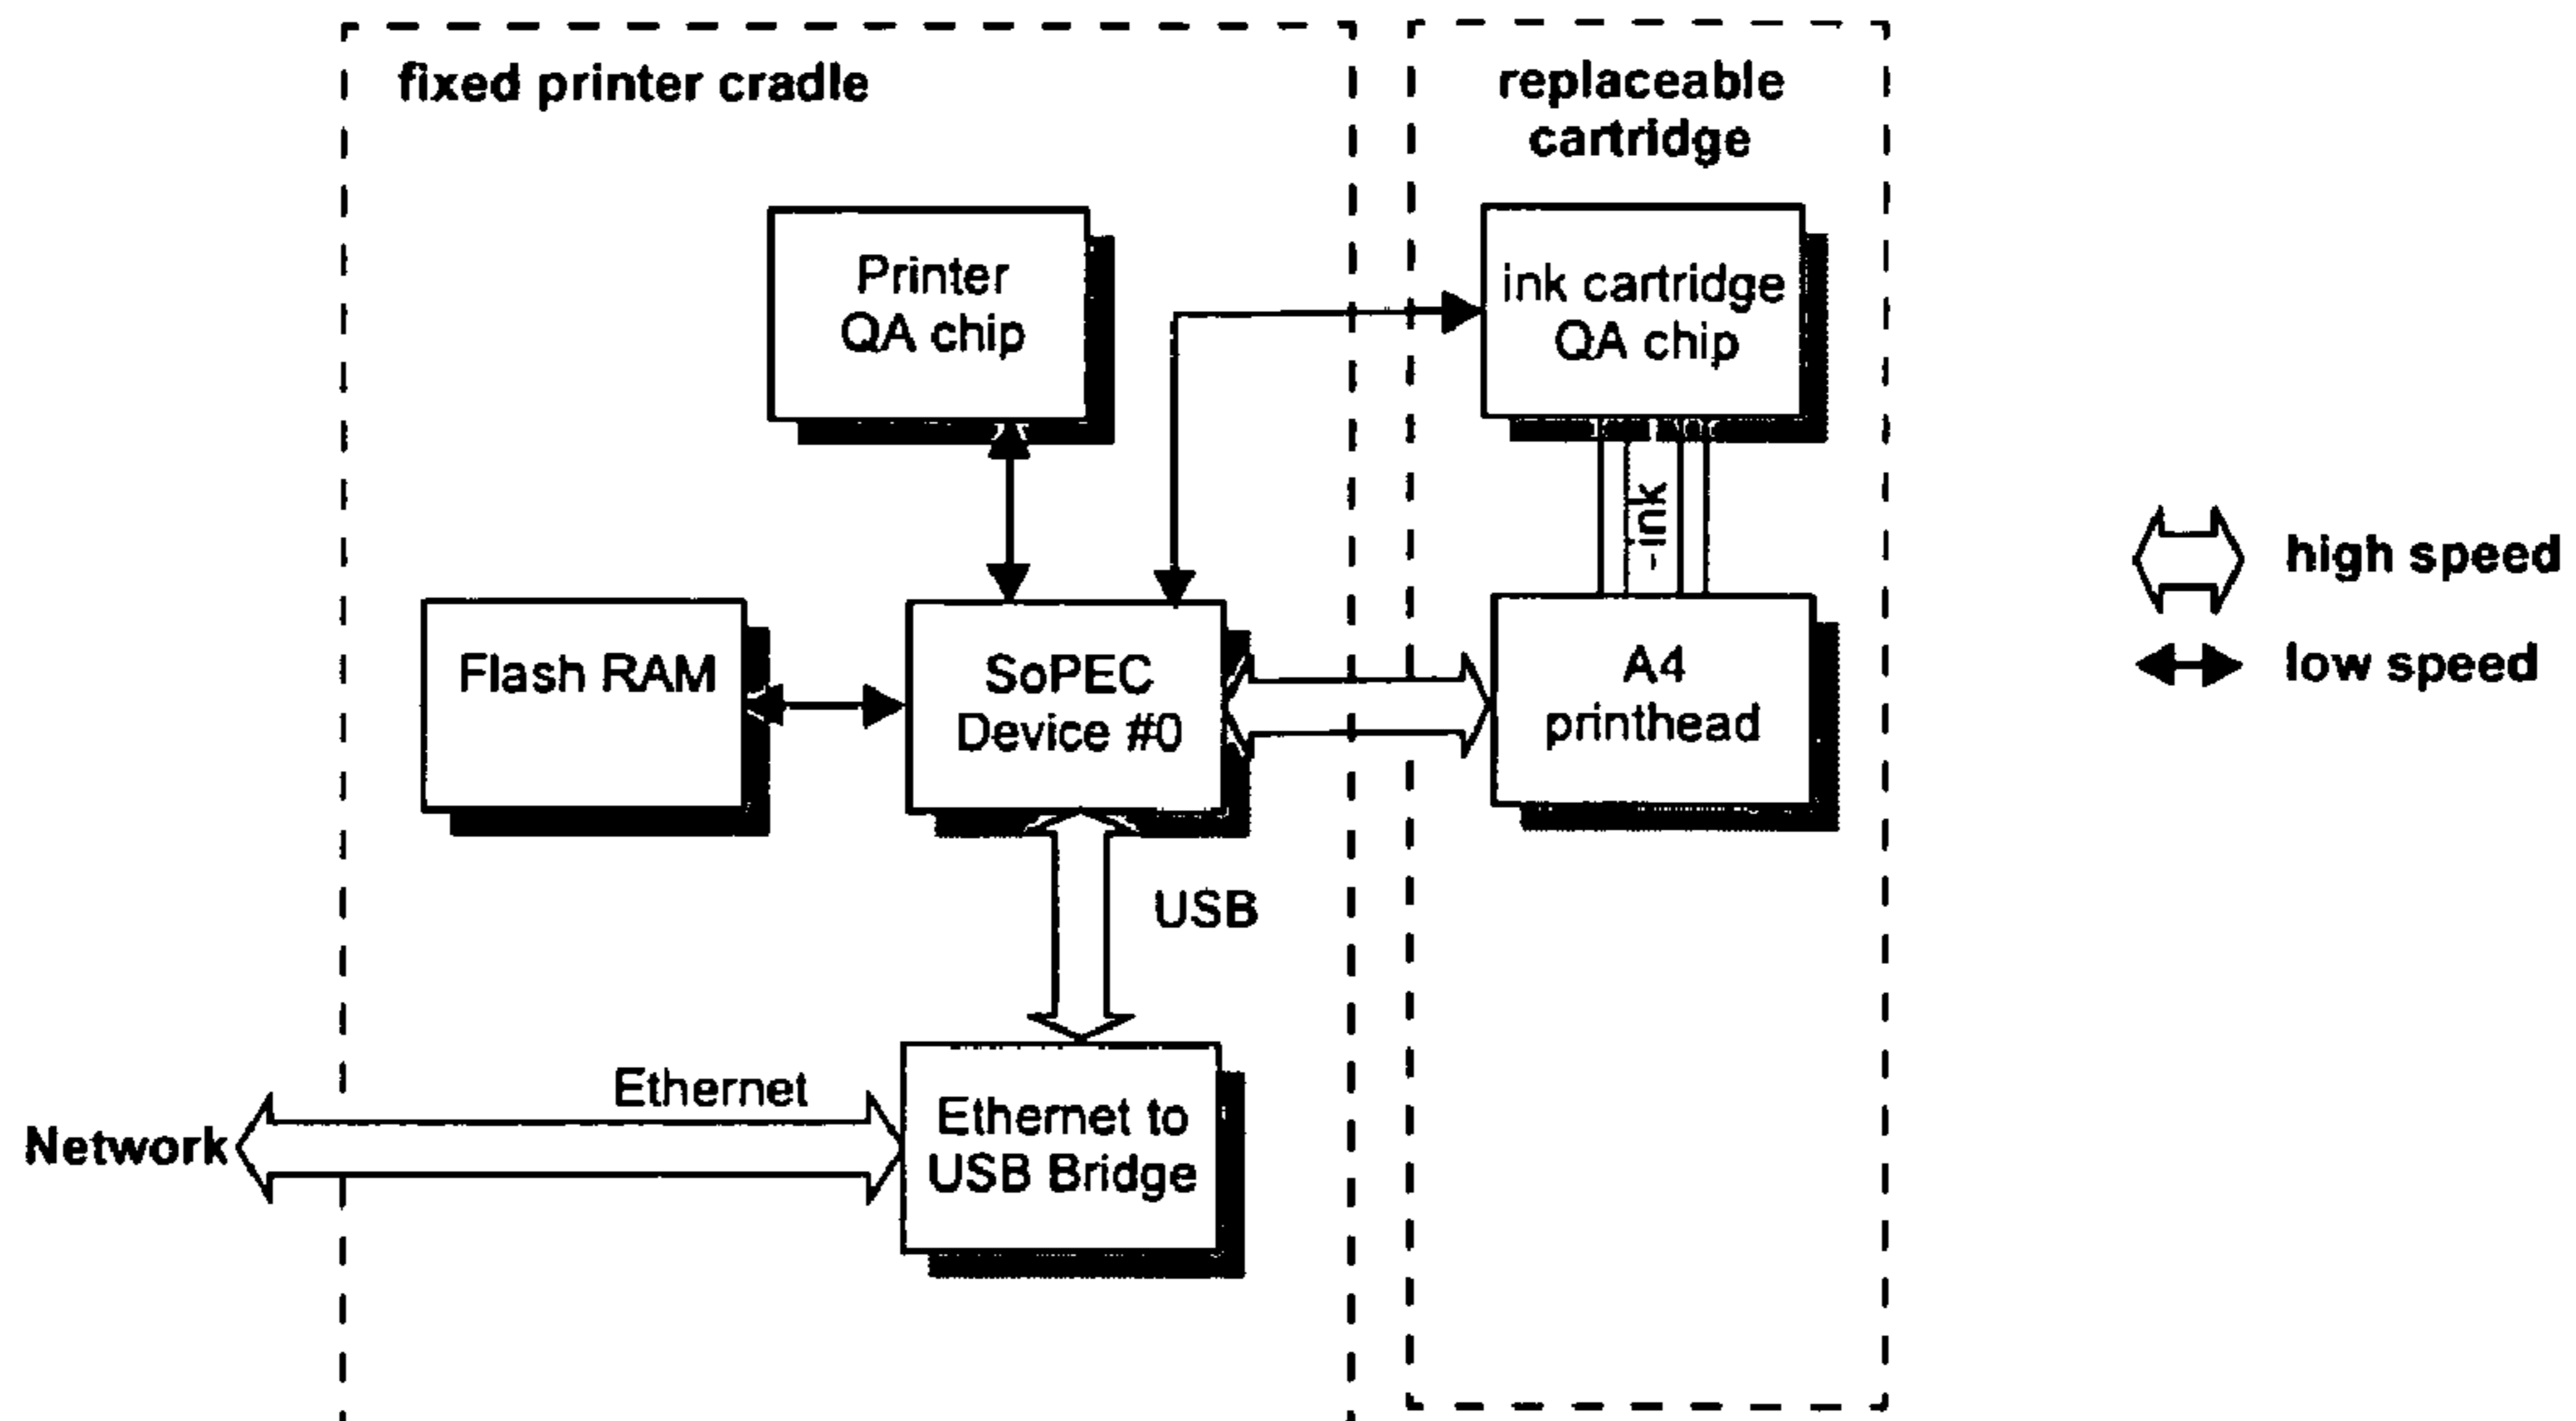 fixed printer cradle
replaceable
cartridge
Printer
QA chip
ink cartridge
QA chip
-ink
Flash RAM
SoPEC
Device #0
A4
printhead
high speed
low speed
USB
Ethernet
Network
Ethernet to
USB Bridge